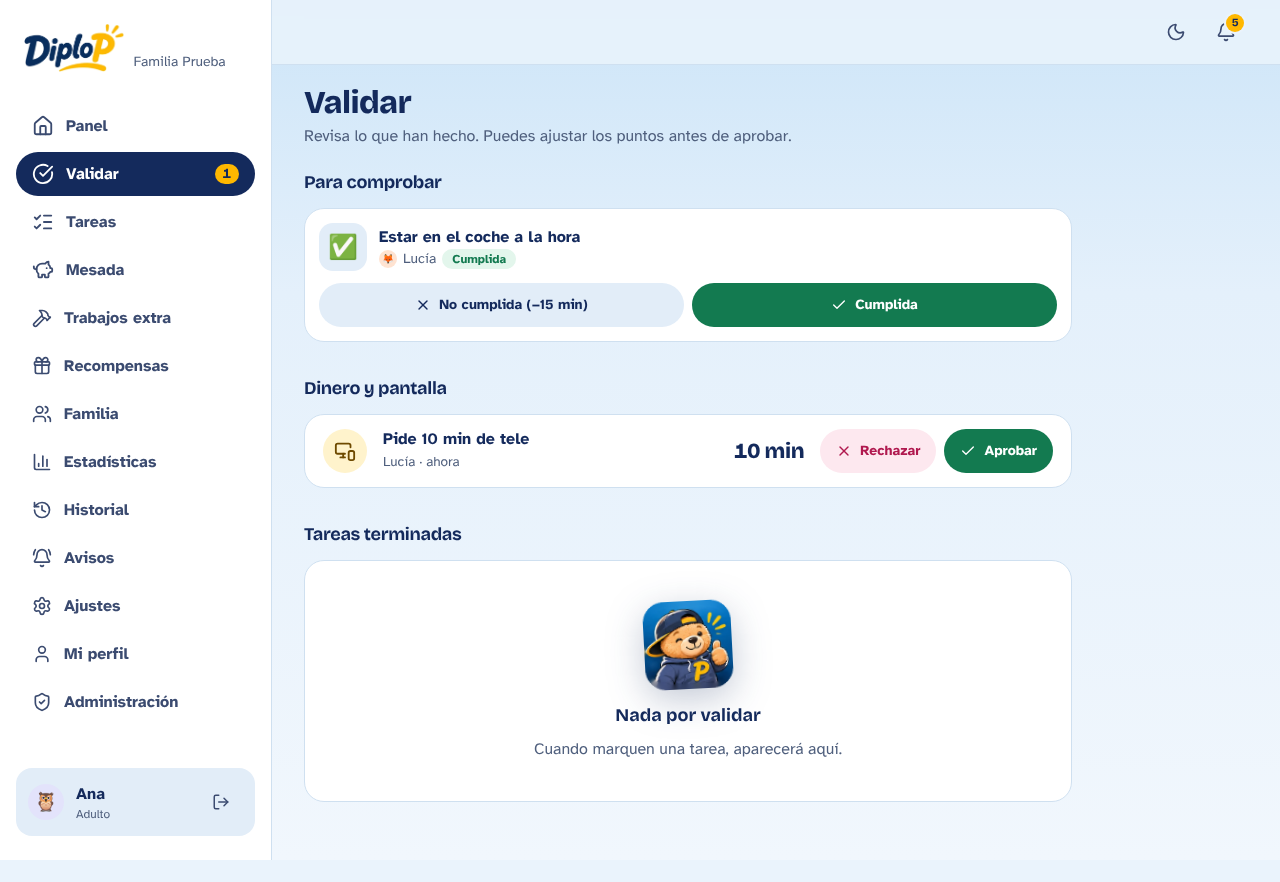 DiploP
Familia Prueba
5
Panel
Validar
1
Tareas
Mesada
Trabajos extra
Recompensas
Familia
Estadísticas
Historial
Avisos
Ajustes
Mi perfil
Administración
Ana
Adulto
Validar
Revisa lo que han hecho. Puedes ajustar los puntos antes de aprobar.
Para comprobar
Estar en el coche a la hora
Lucía Cumplida
No cumplida (−15 min)
Cumplida
Dinero y pantalla
Pide 10 min de tele
Lucía · ahora
10 min
Rechazar
Aprobar
Tareas terminadas
P
Nada por validar
Cuando marquen una tarea, aparecerá aquí.